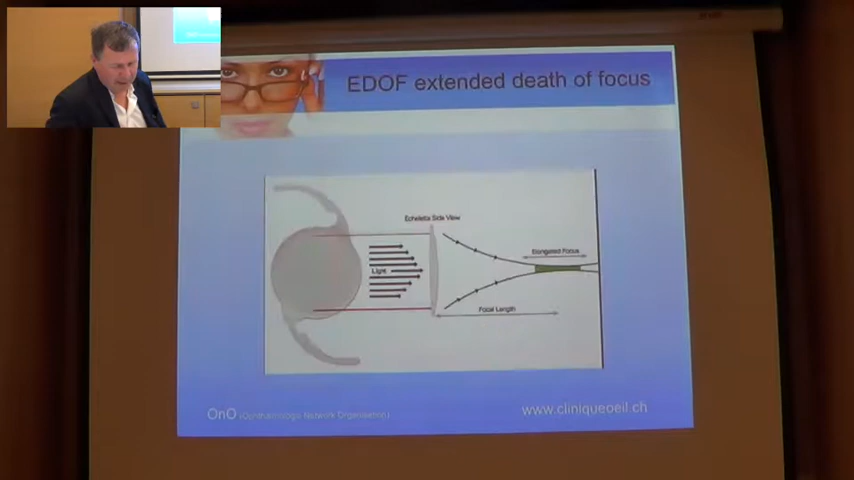 EDOF extended death of focus
Echelette Side View
Elongated Focus
Light
Focal Length
OnO (Ophthalmologic Network Organisation)
www.cliniqueoeil.ch